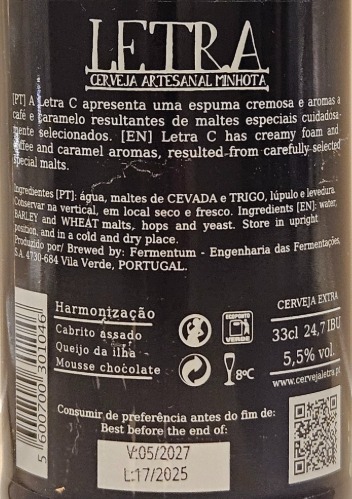 LETRA
CERVEJA ARTESANAL MINHOTA
[PT] A Letra C apresenta uma espuma cremosa e aromas a
café e caramelo resultantes de maltes especiais cuidadosa-
mente selecionados. [EN] Letra C has creamy foam and
coffee and caramel aromas, resulted from carefully selected
special malts.
Ingredientes [PT]: água, maltes de CEVADA e TRIGO, lúpulo e levedura.
Conservar na vertical, em local seco e fresco. Ingredients [EN]: water,
BARLEY and WHEAT malts, hops and yeast. Store in upright
position, and in a cold and dry place.
Produzido por/ Brewed by: Fermentum - Engenharia das Fermentações,
S.A. 4730-684 Vila Verde, PORTUGAL.
Harmonização
Cabrito assado
Queijo da ilha
Mousse chocolate
ECOPONTO
VERDE
8ºC
CERVEJA EXTRA
33cl 24,7 IBU
5,5% vol.
www.cervejaletra.pt
5 600700 301046
Consumir de preferência antes do fim de:
Best before the end of:
V:05/2027
L:17/2025